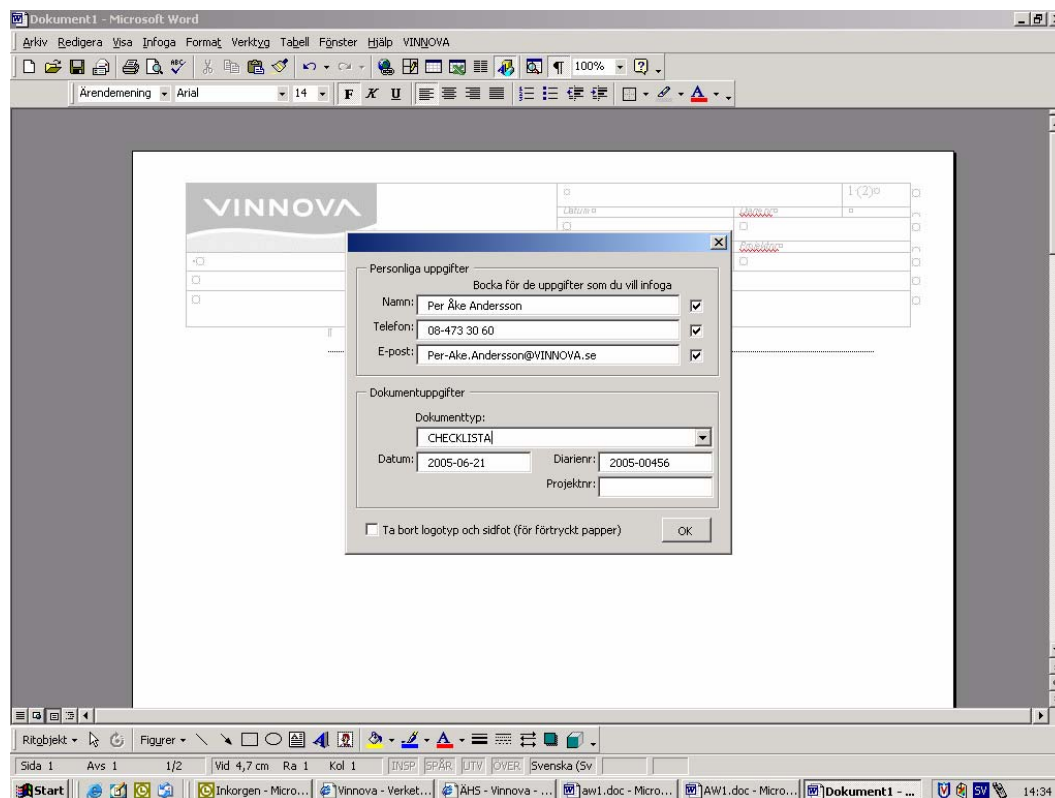 Dokument1 - Microsoft Word
Arkiv Redigera Visa Infoga Format Verktyg Tabell Fönster Hjälp VINNOVA
100%
Ärendemening Arial 14 F K U
VINNOVA
1 (2)
Datum
Personliga uppgifter
Bocka för de uppgifter som du vill infoga
Namn: Per Åke Andersson
Telefon: 08-473 30 60
E-post: Per-Ake.Andersson@VINNOVA.se
Dokumentuppgifter
Dokumenttyp:
CHECKLISTA
Datum: 2005-06-21 Diarienr: 2005-00456
Projektnr:
Ta bort logotyp och sidfot (för förtryckt papper) OK
Ritobjekt Figurer
Sida 1 Avs 1 1/2 Vid 4,7 cm Ra 1 Kol 1 INSP SPÅR UTV ÖVER Svenska (Sv
Start Inkorgen - Micro... Vinnova - Verket... ÄHS - Vinnova - ... aw1.doc - Micro... AW1.doc - Micro... Dokument1 - ... SV 14:34